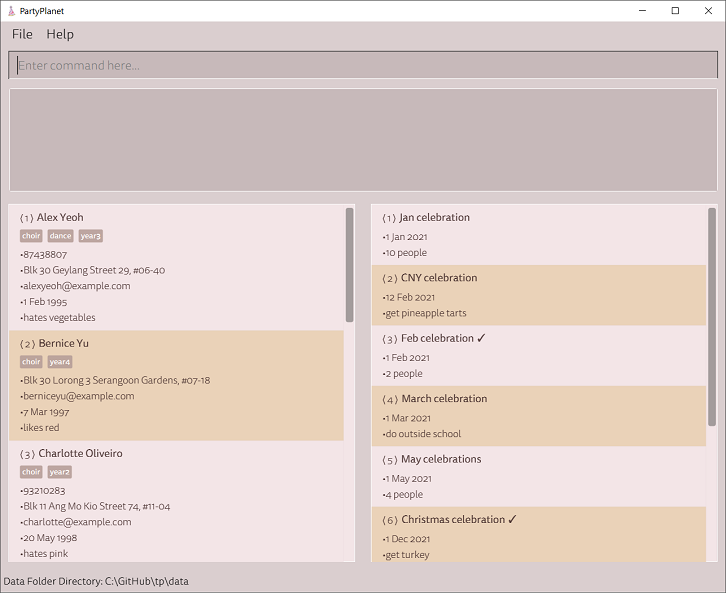 PartyPlanet
File Help
Enter command here...
(1) Alex Yeoh
choir dance year3
•87438807
•Blk 30 Geylang Street 29, #06-40
•alexyeoh@example.com
•1 Feb 1995
•hates vegetables
(2) Bernice Yu
choir year4
•Blk 30 Lorong 3 Serangoon Gardens, #07-18
•berniceyu@example.com
•7 Mar 1997
•likes red
(3) Charlotte Oliveiro
choir year2
•93210283
•Blk 11 Ang Mo Kio Street 74, #11-04
•charlotte@example.com
•20 May 1998
•hates pink
(1) Jan celebration
•1 Jan 2021
•10 people
(2) CNY celebration
•12 Feb 2021
•get pineapple tarts
(3) Feb celebration ✓
•1 Feb 2021
•2 people
(4) March celebration
•1 Mar 2021
•do outside school
(5) May celebrations
•1 May 2021
•4 people
(6) Christmas celebration ✓
•1 Dec 2021
•get turkey
Data Folder Directory: C:\GitHub\tp\data